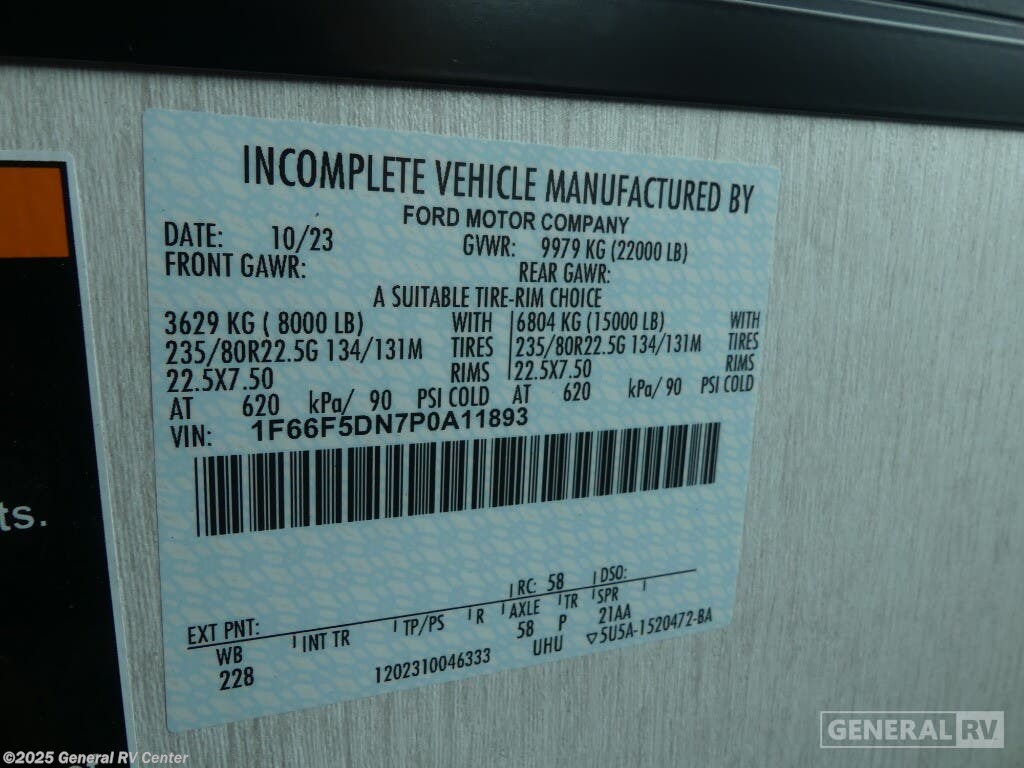 INCOMPLETE VEHICLE MANUFACTURED BY
FORD MOTOR COMPANY
DATE: 10/23 GVWR: 9979 KG (22000 LB)
FRONT GAWR: REAR GAWR:
A SUITABLE TIRE-RIM CHOICE
3629 KG ( 8000 LB) WITH 6804 KG (15000 LB) WITH
235/80R22.5G 134/131M TIRES 235/80R22.5G 134/131M TIRES
22.5X7.50 RIMS 22.5X7.50 RIMS
AT 620 kPa/ 90 PSI COLD AT 620 kPa/ 90 PSI COLD
VIN: 1F66F5DN7P0A11893
ts.
RC: 58 DSO:
EXT PNT:
WB INT TR TP/PS R AXLE TR SPR
228 58 P 21AA
1202310046333 UHU 5U5A-1520472-BA
GENERAL RV
©2025 General RV Center